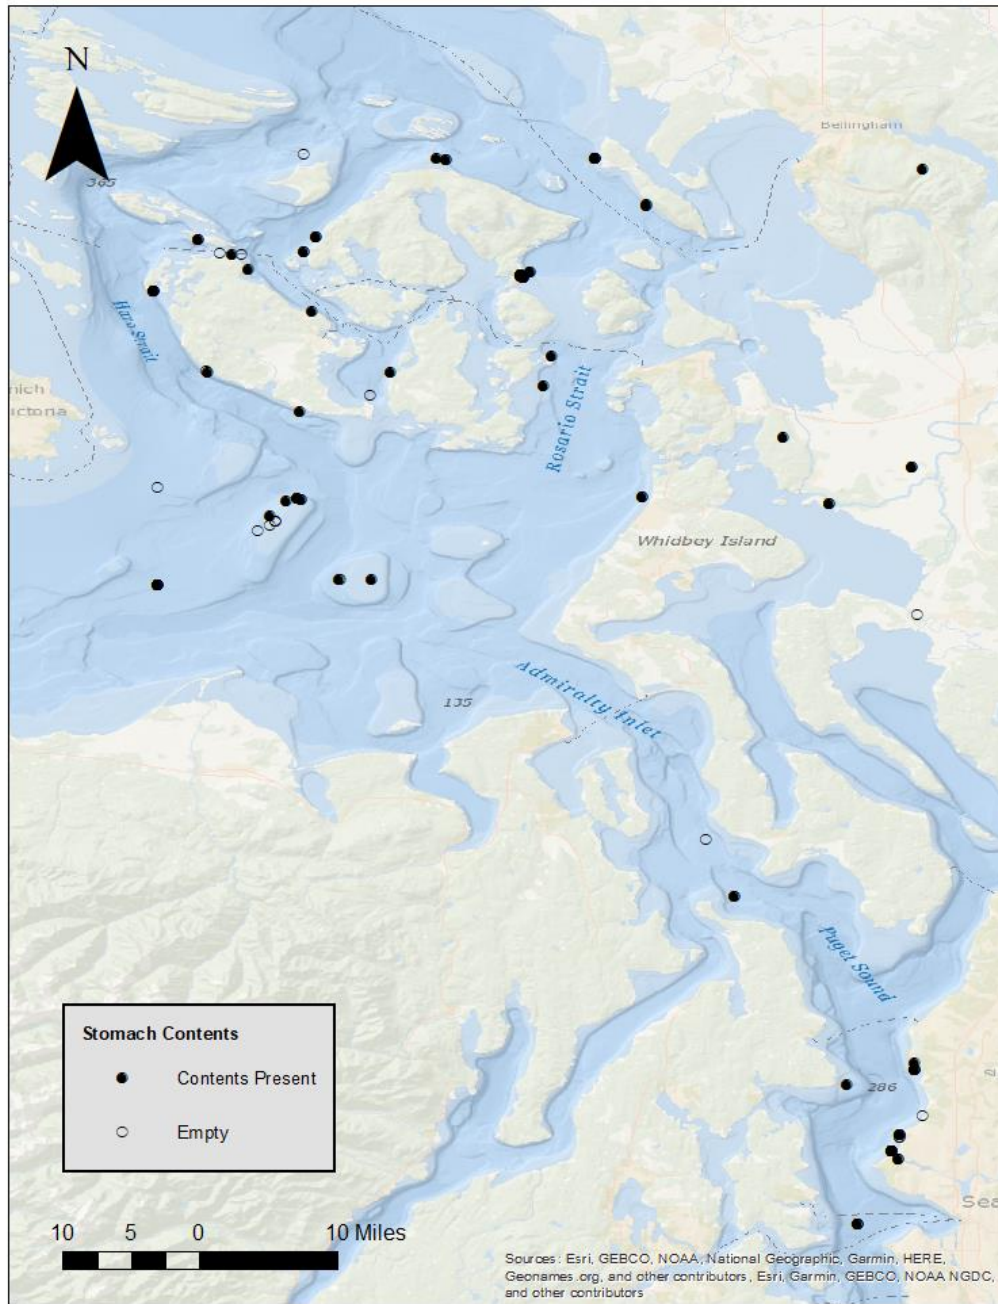 N
Bellingham
365
Haro Strait
Rosario Strait
Whidbey Island
Admiralty Inlet
135
Puget Sound
286
Sea
Stomach Contents
Contents Present
Empty
10 5 0 10 Miles
Sources: Esri, GEBCO, NOAA, National Geographic, Garmin, HERE,
Geonames.org, and other contributors, Esri, Garmin, GEBCO, NOAA NGDC,
and other contributors